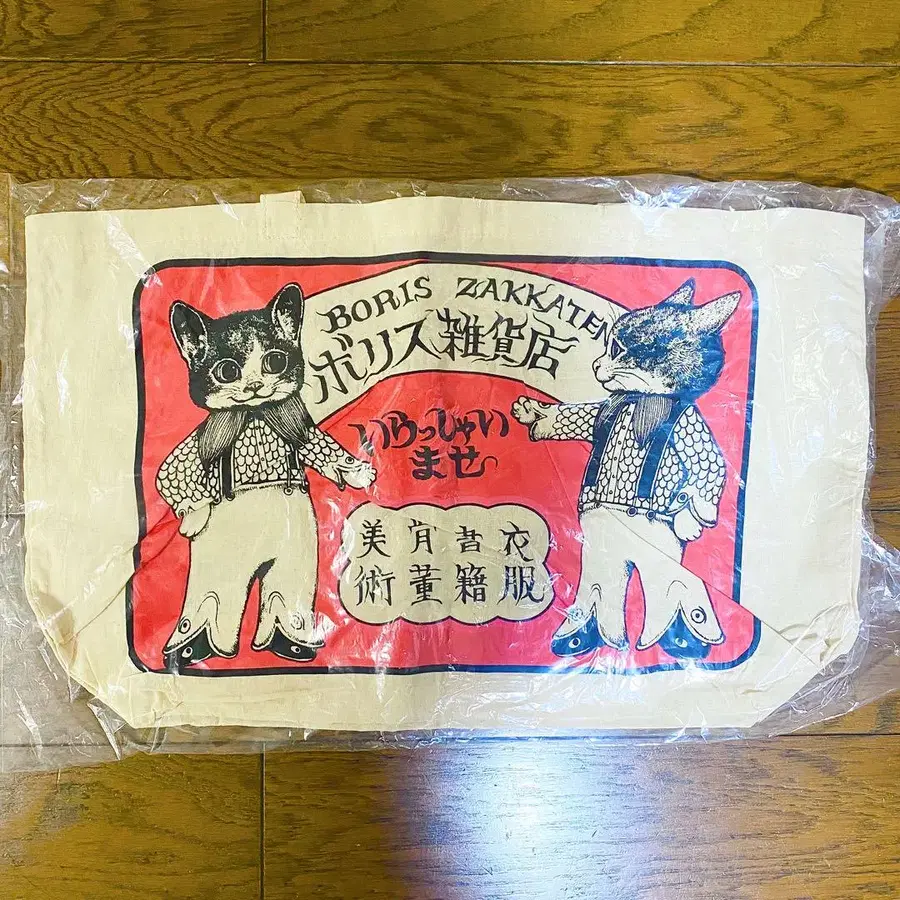 BORIS ZAKKATEN
ボリス雑貨店
いらっしゃい
ませ
衣服
書籍
骨董
美術